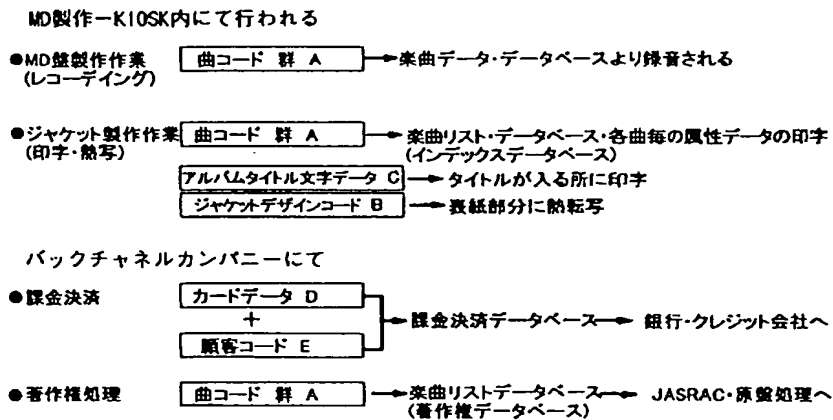 MD製作－KIOSK内にて行われる
●MD盤製作作業 曲コード 群 A 楽曲データ・データベースより録音される
(レコーデイング)
●ジャケット製作作業 曲コード 群 A 楽曲リスト・データベース・各曲毎の属性データの印字
(印字・熱写) (インデックスデータベース)
アルバムタイトル文字データ C タイトルが入る所に印字
ジャケットデザインコード B 表紙部分に熱転写
バックチャネルカンパニーにて
●課金決済 カードデータ D
+ 課金決済データベース 銀行・クレジット会社へ
顧客コード E
●著作権処理 曲コード 群 A 楽曲リストデータベース JASRAC・原盤処理へ
(著作権データベース)